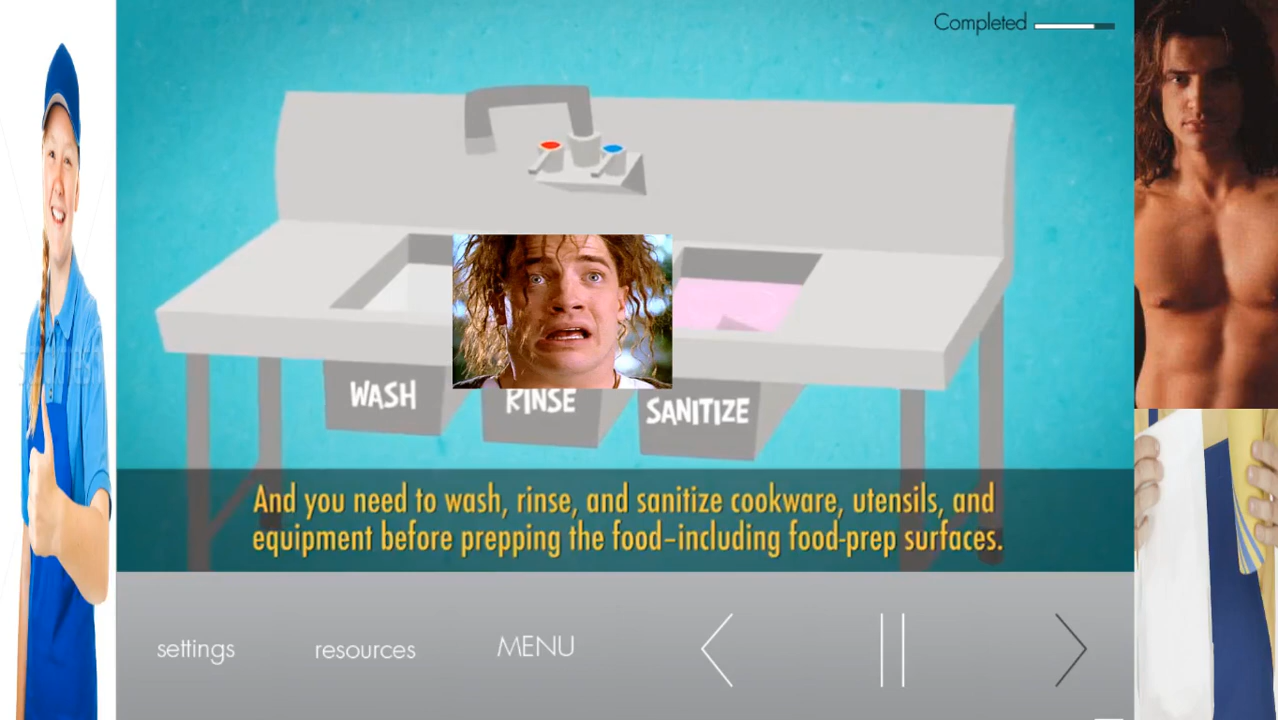 Completed
WASH
RINSE
SANITIZE
And you need to wash, rinse, and sanitize cookware, utensils, and
equipment before prepping the food–including food-prep surfaces.
settings
resources
MENU